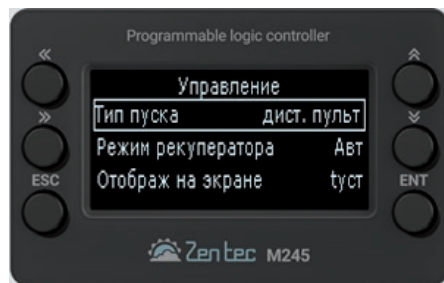 Programmable logic controller
«
»
ESC
Управление
Тип пуска дист. пульт
Режим рекуператора Авт
Отображ на экране tуст
ENT
Zentec M245